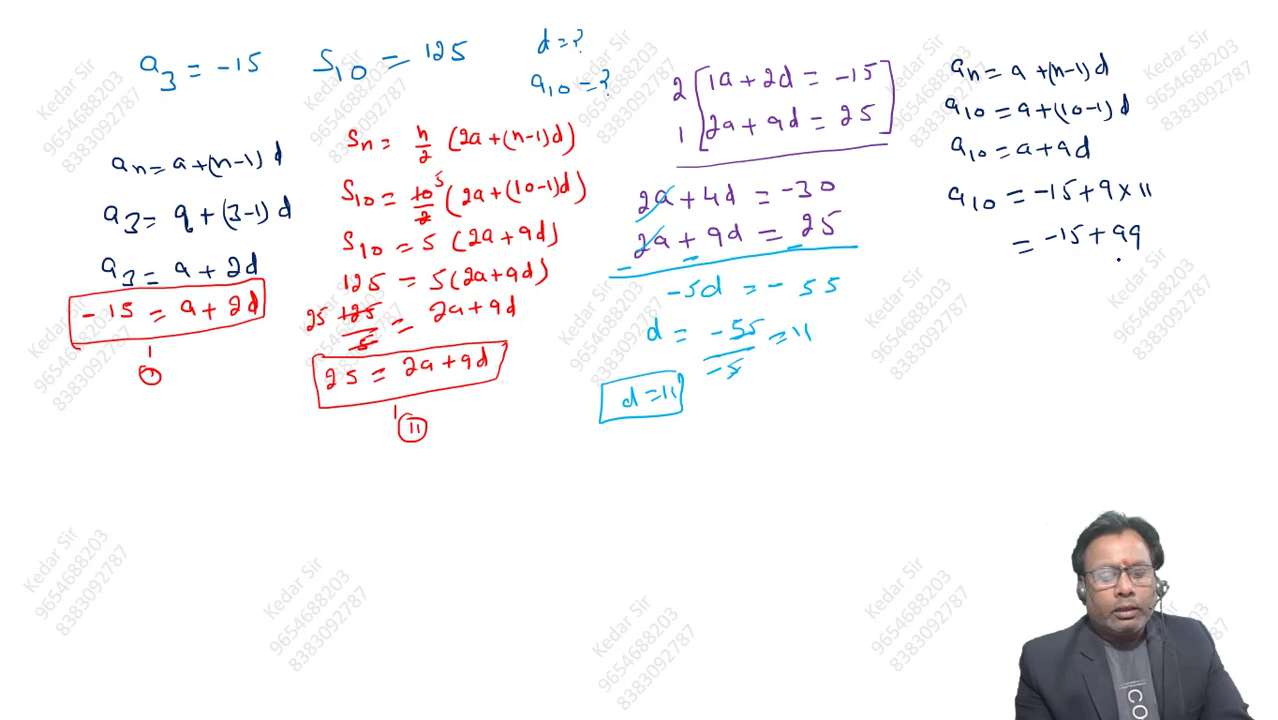 a₃ = -15 S₁₀ = 125 d = ?
a₁₀ = ?
aₙ = a + (n-1) d
a₃ = a + (3-1) d
a₃ = a + 2d
-15 = a + 2d
I
Sₙ = n/2 (2a + (n-1)d)
S₁₀ = 10/2 5 (2a + (10-1)d)
S₁₀ = 5 (2a + 9d)
125 = 5(2a + 9d)
25 125/5 = 2a + 9d
25 = 2a + 9d
II
2 [1a + 2d = -15]
1 [2a + 9d = 25]
2a + 4d = -30
2a + 9d = 25
- - -
-5d = -55
d = -55/-5 = 11
d = 11
aₙ = a + (n-1) d
a₁₀ = a + (10-1) d
a₁₀ = a + 9d
a₁₀ = -15 + 9 × 11
= -15 + 99
Kedar Sir
9654688203
8383092787
CO